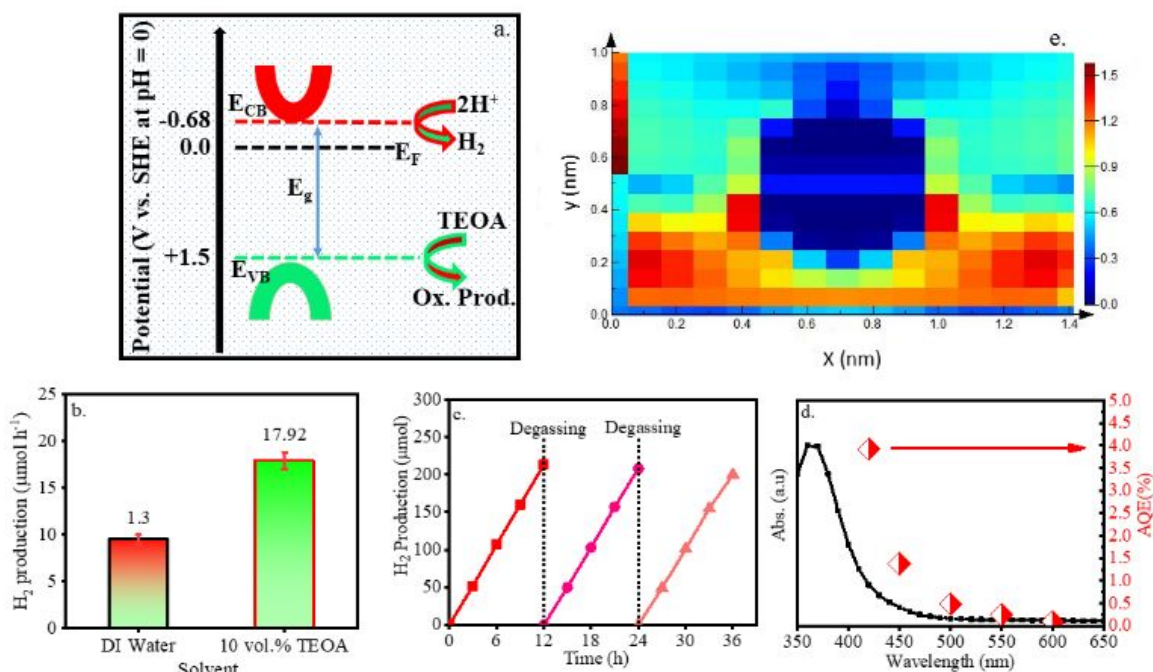 a.
Potential (V vs. SHE at pH = 0)
E_CB
-0.68
0.0
E_F
E_g
+1.5
E_VB
2H⁺
H₂
TEOA
Ox. Prod.
e.
y (nm)
1.0
0.8
0.6
0.4
0.2
0.0
0.0 0.2 0.4 0.6 0.8 1.0 1.2 1.4
X (nm)
1.5
1.2
0.9
0.6
0.3
0.0
b.
H₂ production (μmol h⁻¹)
25
20
15
10
5
0
1.3
17.92
DI Water 10 vol.% TEOA
Solvent
c.
H₂ Production (μmol)
300
250
200
150
100
50
0
Degassing Degassing
0 6 12 18 24 30 36
Time (h)
d.
Abs. (a.u)
350 400 450 500 550 600 650
Wavelength (nm)
5.0
4.5
4.0
3.5
3.0
2.5
2.0
1.5
1.0
0.5
0.0
AQE(%)